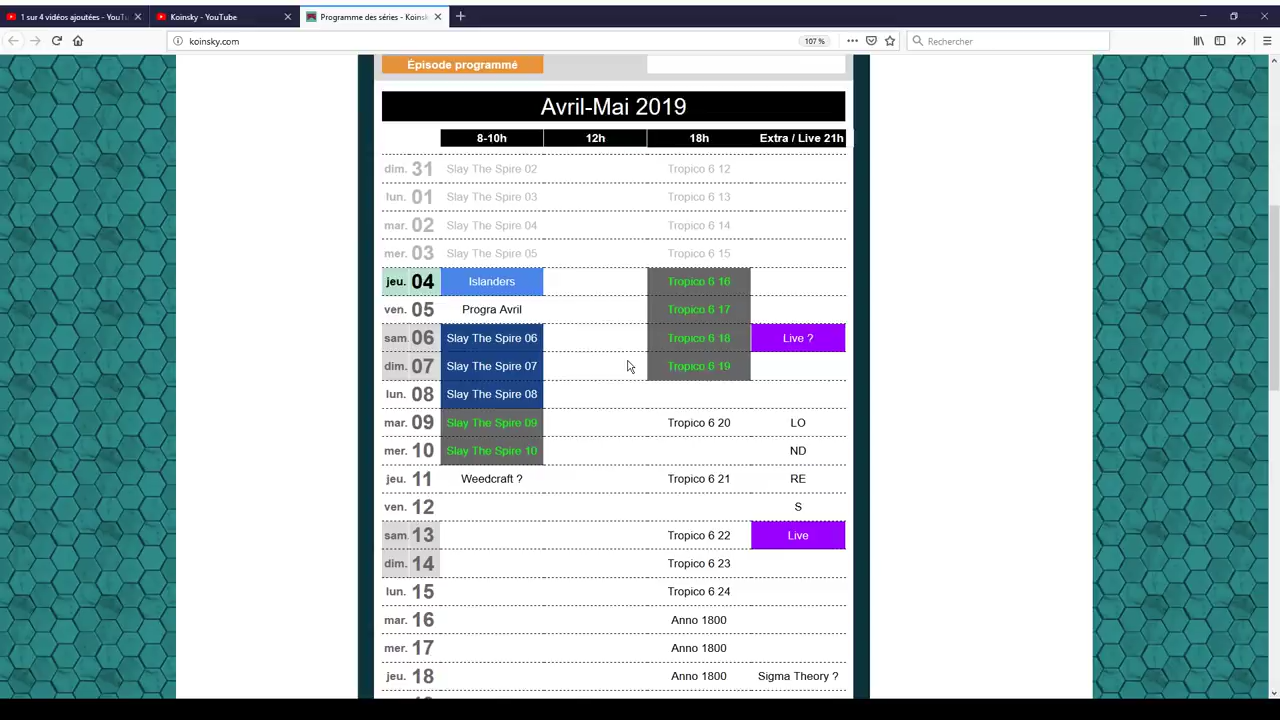 1 sur 4 vidéos ajoutées - YouTu
Koinsky - YouTube
Programme des séries - Koinsk
koinsky.com
107 %
Rechercher
Épisode programmé
Avril-Mai 2019
8-10h 12h 18h Extra / Live 21h
dim. 31 Slay The Spire 02 Tropico 6 12
lun. 01 Slay The Spire 03 Tropico 6 13
mar. 02 Slay The Spire 04 Tropico 6 14
mer. 03 Slay The Spire 05 Tropico 6 15
jeu. 04 Islanders Tropico 6 16
ven. 05 Progra Avril Tropico 6 17
sam. 06 Slay The Spire 06 Tropico 6 18 Live ?
dim. 07 Slay The Spire 07 Tropico 6 19
lun. 08 Slay The Spire 08
mar. 09 Slay The Spire 09 Tropico 6 20 LO
mer. 10 Slay The Spire 10 ND
jeu. 11 Weedcraft ? Tropico 6 21 RE
ven. 12 S
sam. 13 Tropico 6 22 Live
dim. 14 Tropico 6 23
lun. 15 Tropico 6 24
mar. 16 Anno 1800
mer. 17 Anno 1800
jeu. 18 Anno 1800 Sigma Theory ?